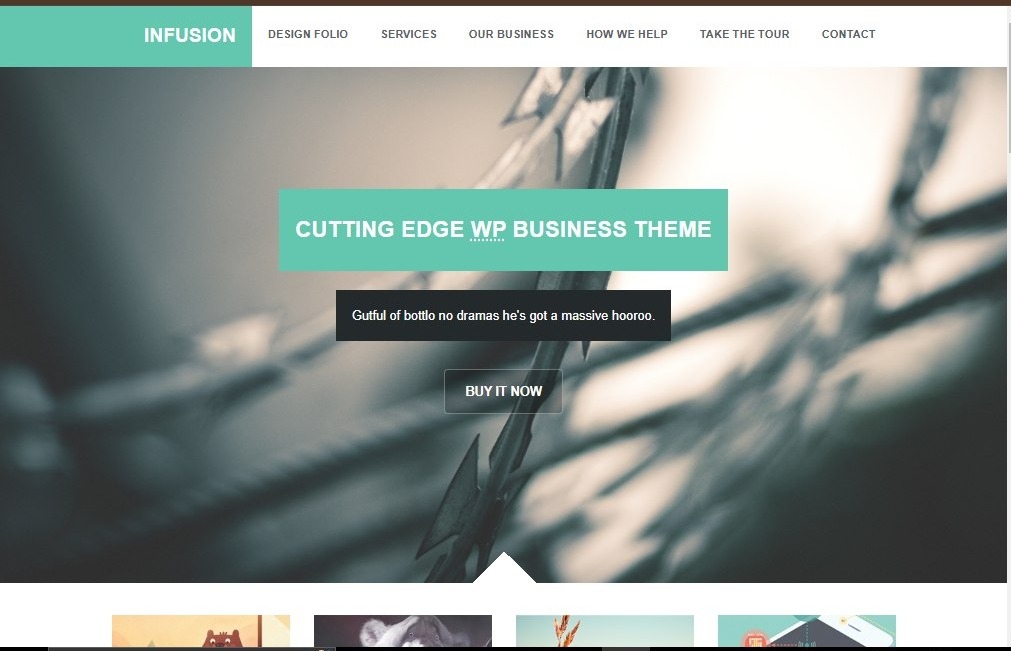 INFUSION
DESIGN FOLIO SERVICES OUR BUSINESS HOW WE HELP TAKE THE TOUR CONTACT
CUTTING EDGE WP BUSINESS THEME
Gutful of bottlo no dramas he's got a massive hooroo.
BUY IT NOW